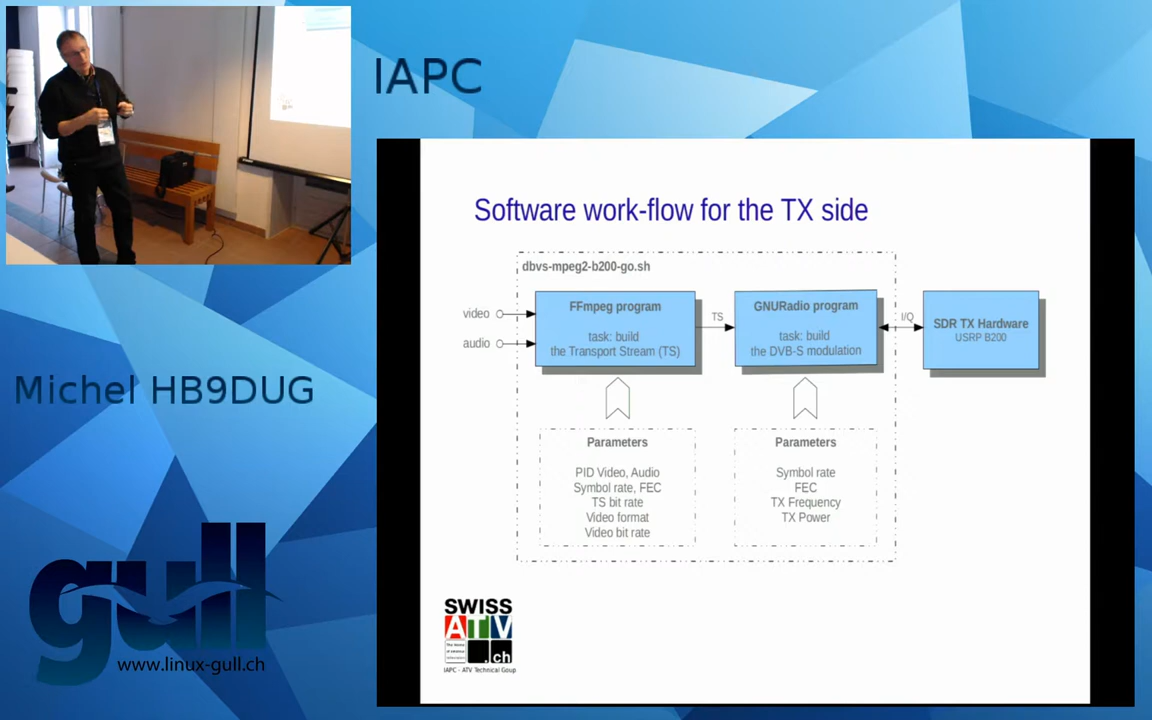 IAPC
Michel HB9DUG
gull
www.linux-gull.ch
Software work-flow for the TX side
dbvs-mpeg2-b200-go.sh
video
audio
FFmpeg program
task: build
the Transport Stream (TS)
TS
GNURadio program
task: build
the DVB-S modulation
I/Q
SDR TX Hardware
USRP B200
Parameters
PID Video, Audio
Symbol rate, FEC
TS bit rate
Video format
Video bit rate
Parameters
Symbol rate
FEC
TX Frequency
TX Power
SWISS
ATV
.ch
IAPC - ATV Technical Goup